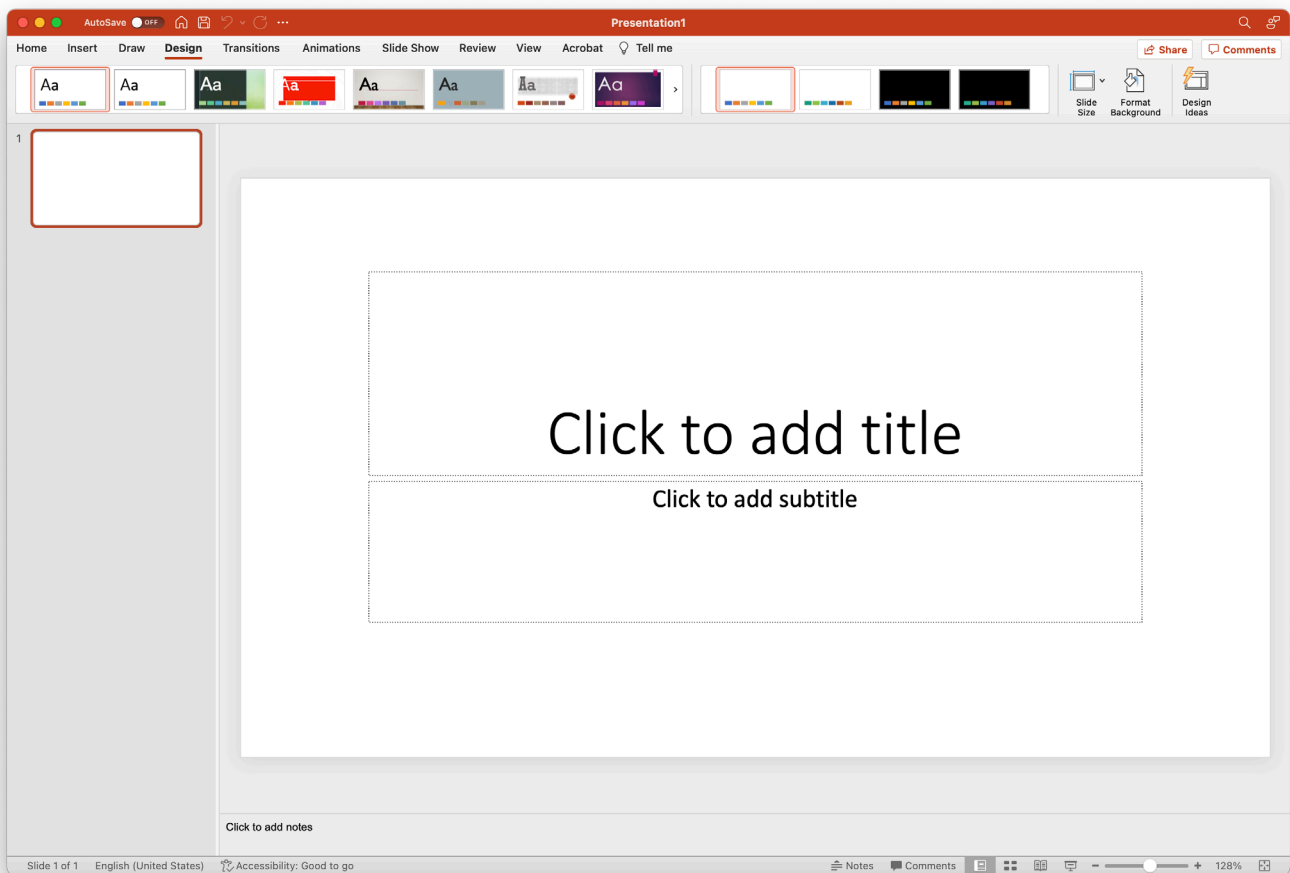 AutoSave OFF
Presentation1
Home Insert Draw Design Transitions Animations Slide Show Review View Acrobat Tell me
Share Comments
Aa Aa Aa Aa Aa Aa Aa Aa
Slide Size
Format Background
Design Ideas
1
Click to add title
Click to add subtitle
Click to add notes
Slide 1 of 1 English (United States) Accessibility: Good to go Notes Comments 128%